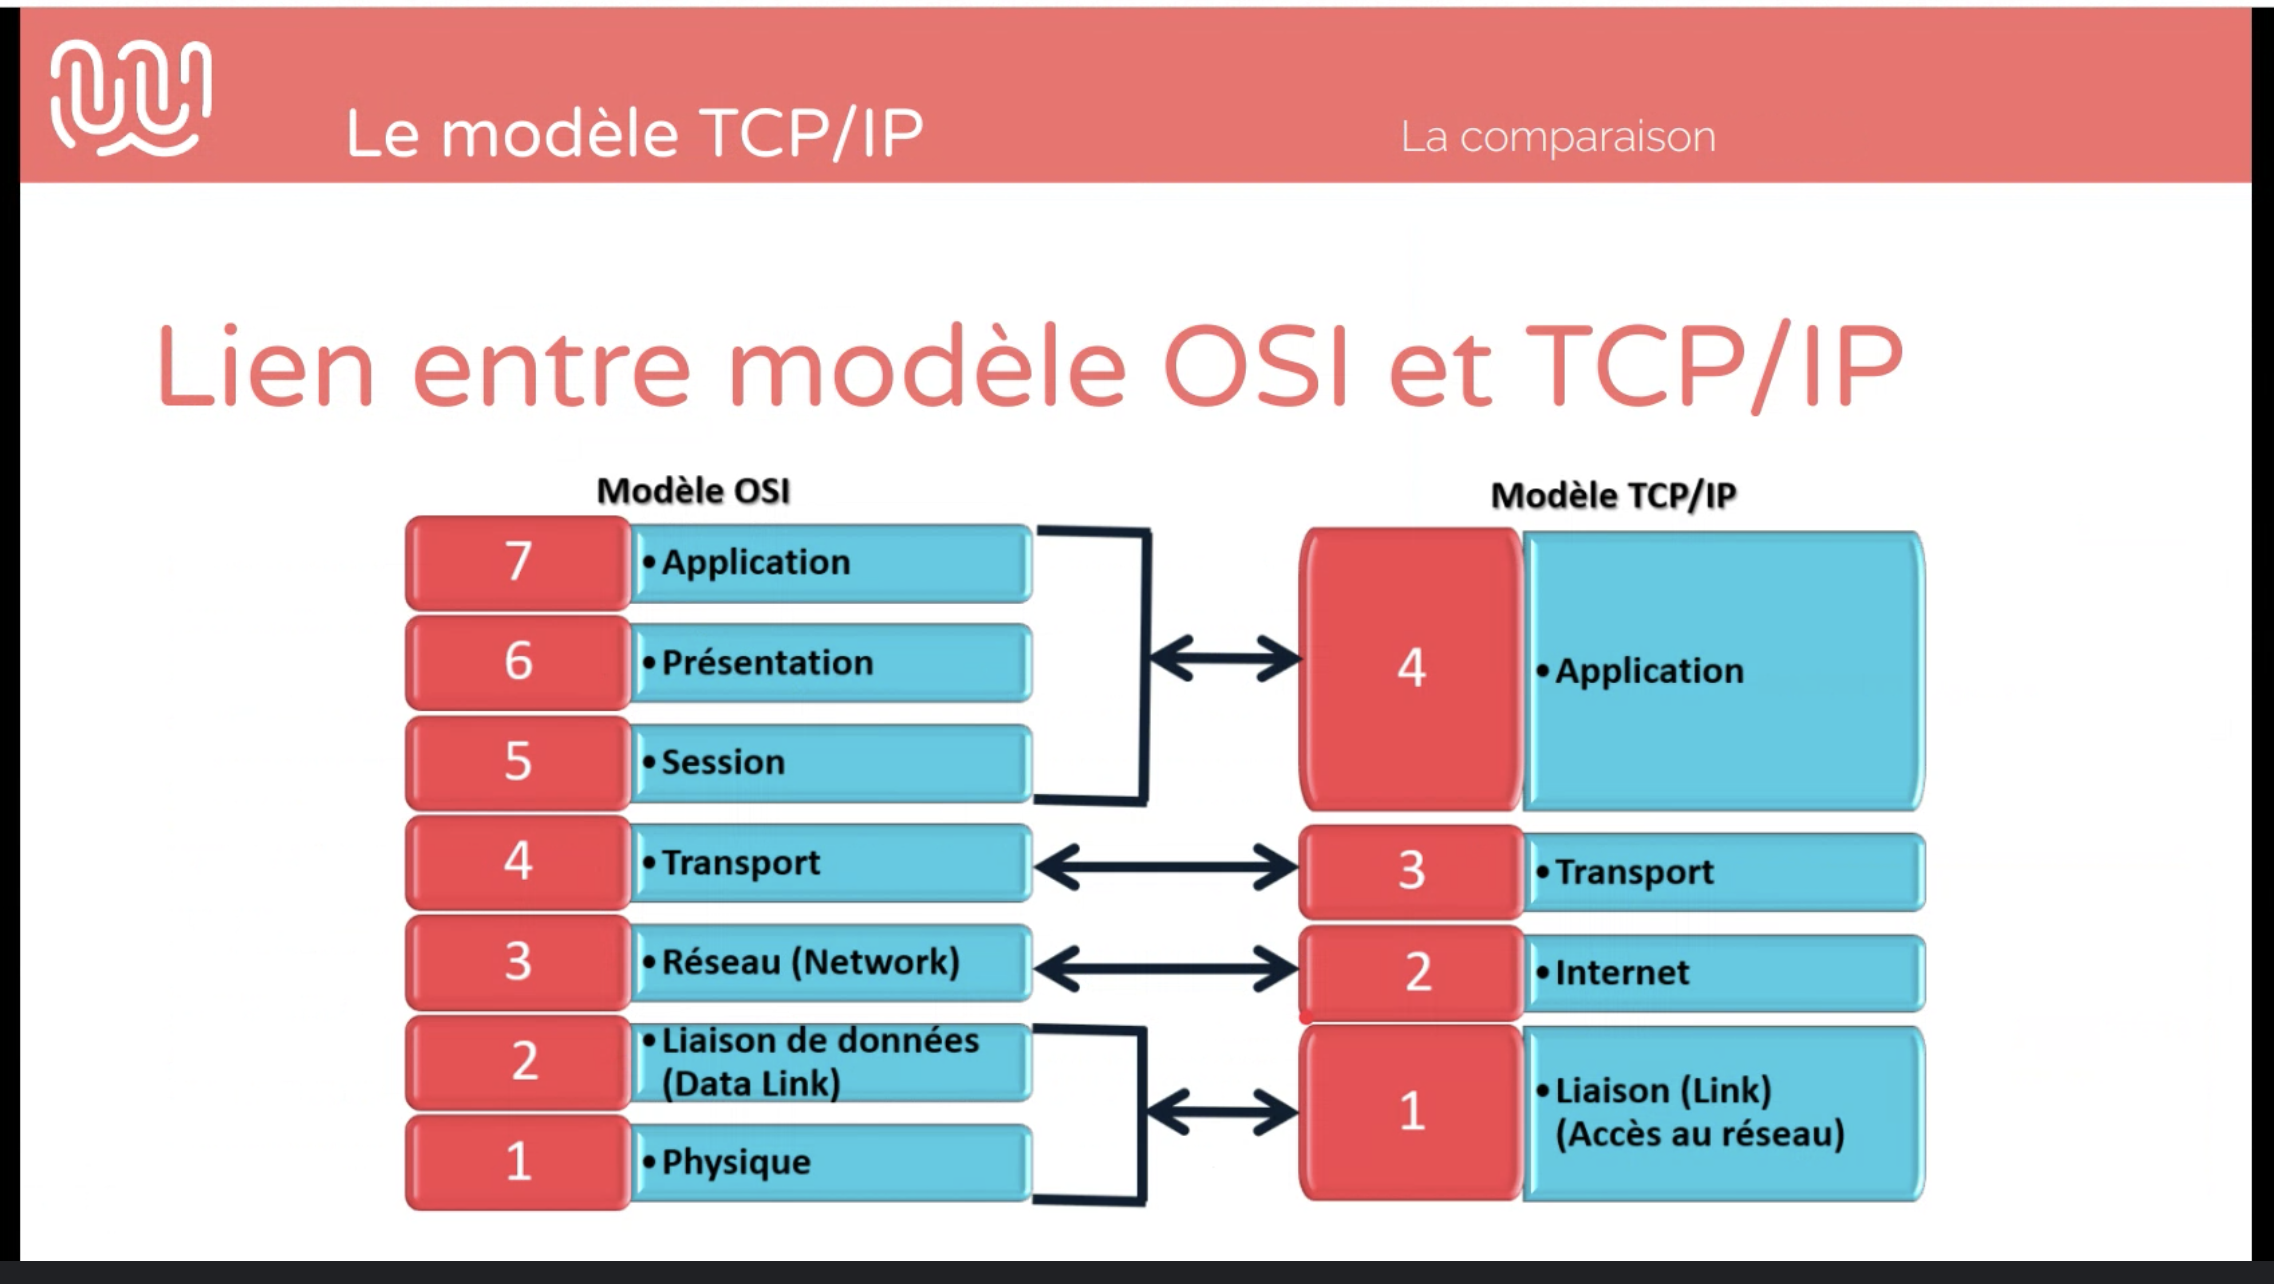 Le modèle TCP/IP
La comparaison
Lien entre modèle OSI et TCP/IP
Modèle OSI
7
•Application
6
•Présentation
5
•Session
4
•Transport
3
•Réseau (Network)
2
•Liaison de données
(Data Link)
1
•Physique
Modèle TCP/IP
4
•Application
3
•Transport
2
•Internet
1
•Liaison (Link)
(Accès au réseau)